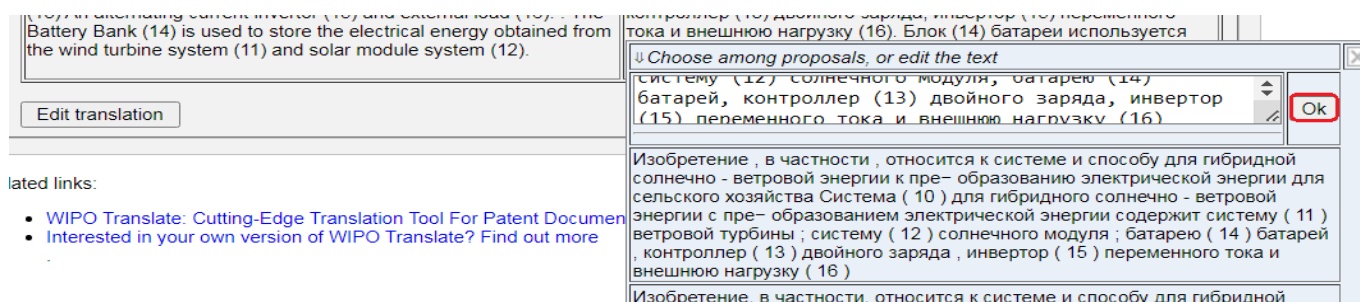 (13) An alternating current invertor (15) and external load (16). . The
Battery Bank (14) is used to store the electrical energy obtained from
the wind turbine system (11) and solar module system (12).
контроллер (13) двойного заряда, инвертор (15) переменного
тока и внешнюю нагрузку (16). Блок (14) батареи используется
Edit translation
lated links:
• WIPO Translate: Cutting-Edge Translation Tool For Patent Documen
• Interested in your own version of WIPO Translate? Find out more
⇓ Choose among proposals, or edit the text
систему (12) солнечного модуля, батарею (14)
батарей, контроллер (13) двойного заряда, инвертор
(15) переменного тока и внешнюю нагрузку (16)
Ok
Изобретение , в частности , относится к системе и способу для гибридной
солнечно - ветровой энергии к пре− образованию электрической энергии для
сельского хозяйства Система ( 10 ) для гибридного солнечно - ветровой
энергии с пре− образованием электрической энергии содержит систему ( 11 )
ветровой турбины ; систему ( 12 ) солнечного модуля ; батарею ( 14 ) батарей
, контроллер ( 13 ) двойного заряда , инвертор ( 15 ) переменного тока и
внешнюю нагрузку ( 16 )
Изобретение, в частности, относится к системе и способу для гибридной